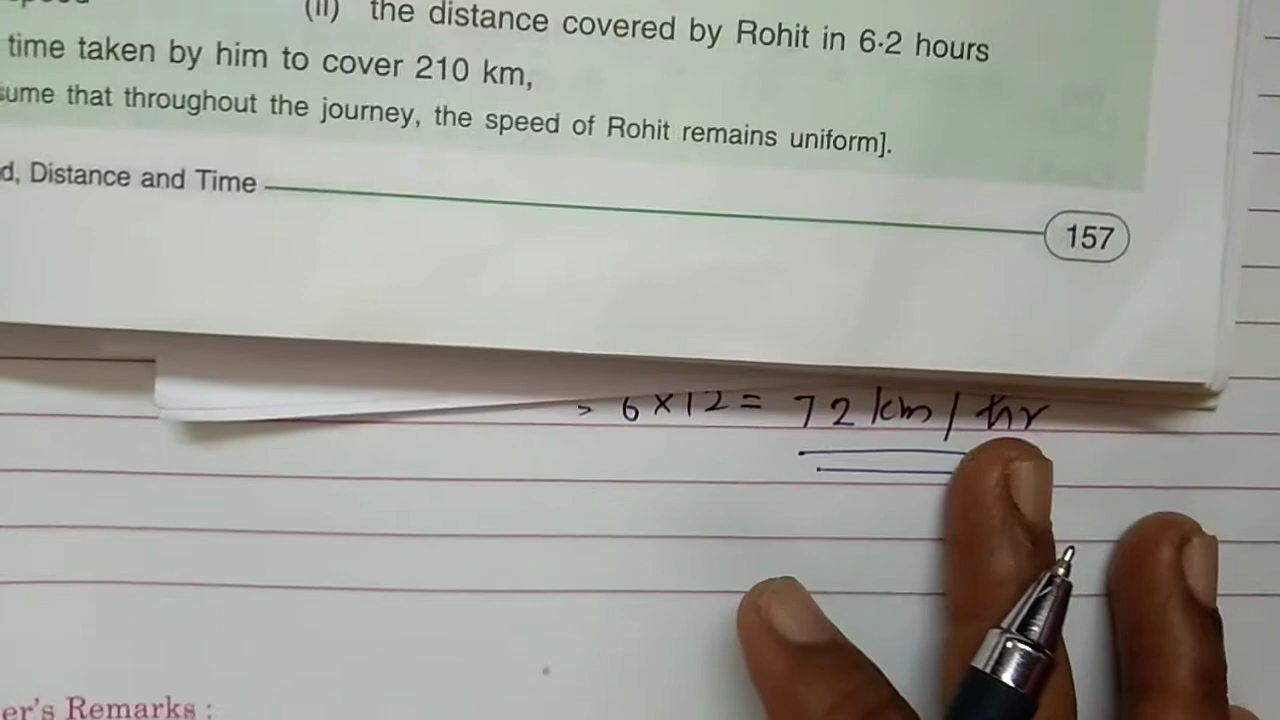 (ii) the distance covered by Rohit in 6·2 hours
time taken by him to cover 210 km,
that throughout the journey, the speed of Rohit remains uniform].
d, Distance and Time
157
6 × 12 = 72 km / hr
er's Remarks :